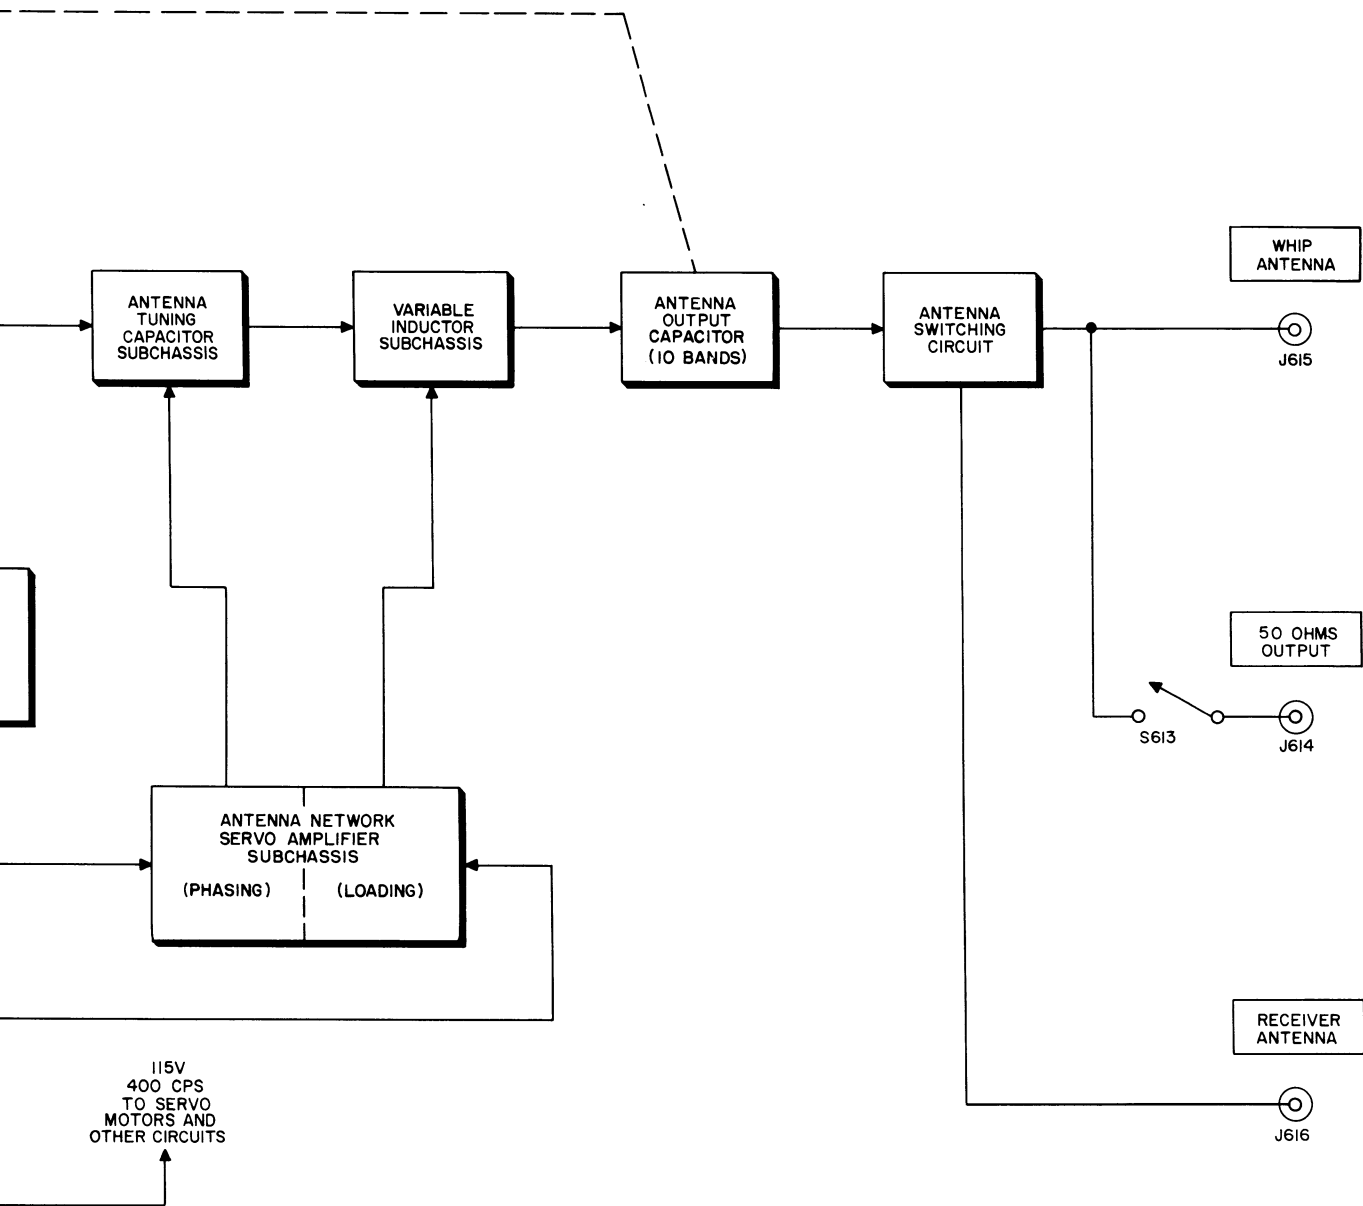 WHIP
ANTENNA
ANTENNA
TUNING
CAPACITOR
SUBCHASSIS
VARIABLE
INDUCTOR
SUBCHASSIS
ANTENNA
OUTPUT
CAPACITOR
(10 BANDS)
ANTENNA
SWITCHING
CIRCUIT
J615
50 OHMS
OUTPUT
S613
J614
ANTENNA NETWORK
SERVO AMPLIFIER
SUBCHASSIS
(PHASING)
(LOADING)
RECEIVER
ANTENNA
J616
115V
400 CPS
TO SERVO
MOTORS AND
OTHER CIRCUITS